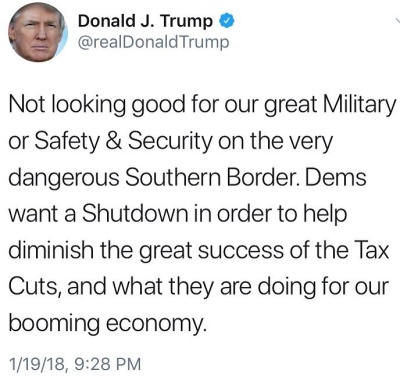 Donald J. Trump
@realDonaldTrump
Not looking good for our great Military
or Safety & Security on the very
dangerous Southern Border. Dems
want a Shutdown in order to help
diminish the great success of the Tax
Cuts, and what they are doing for our
booming economy.
1/19/18, 9:28 PM